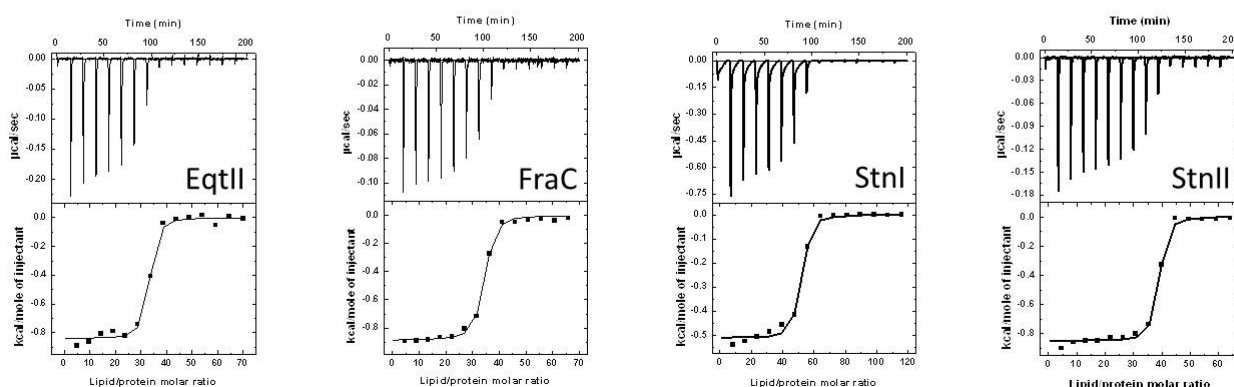 Time (min)
0 50 100 150 200
0.00
-0.05
-0.10
-0.15
-0.20
µcal/sec
EqtII
0.0
-0.2
-0.4
-0.6
-0.8
kcal/mole of injectant
0 10 20 30 40 50 60 70
Lipid/protein molar ratio
Time (min)
0 50 100 150 200
0.00
-0.02
-0.04
-0.06
-0.08
-0.10
µcal/sec
FraC
0.0
-0.2
-0.4
-0.6
-0.8
kcal/mole of injectant
0 10 20 30 40 50 60 70
Lipid/protein molar ratio
Time (min)
0 50 100 150 200
0.00
-0.15
-0.30
-0.45
-0.60
-0.75
µcal/sec
StnI
0.0
-0.1
-0.2
-0.3
-0.4
-0.5
kcal/mole of injectant
0 20 40 60 80 100 120
Lipid/protein molar ratio
Time (min)
0 50 100 150 200
0.00
-0.03
-0.06
-0.09
-0.12
-0.15
-0.18
µcal/sec
StnII
0.0
-0.2
-0.4
-0.6
-0.8
kcal/mole of injectant
0 10 20 30 40 50 60
Lipid/protein molar ratio